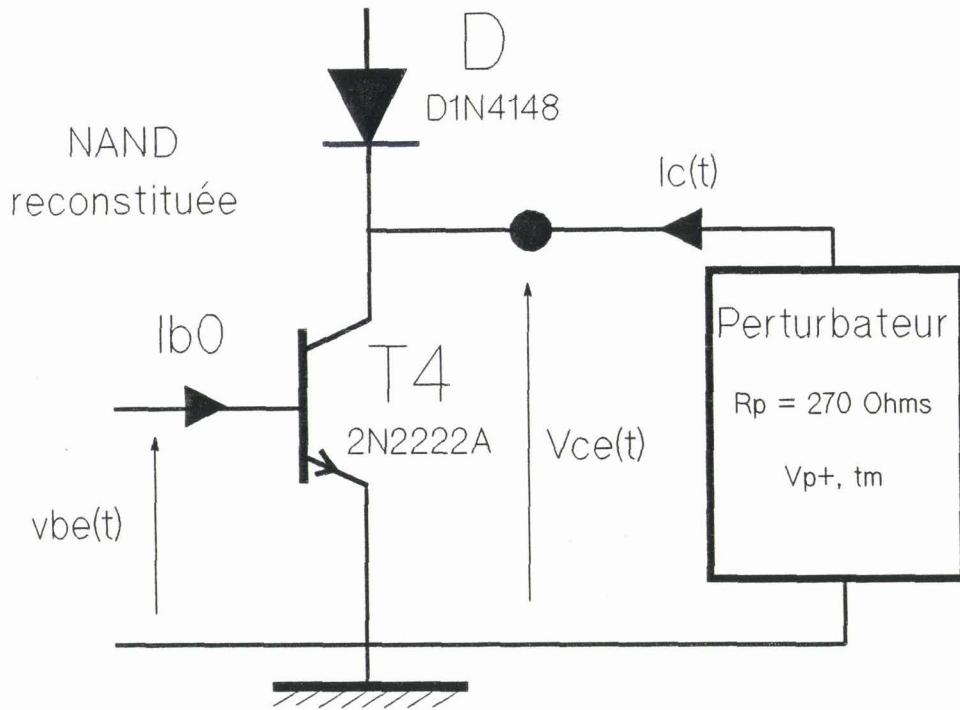 D
D1N4148
NAND
reconstituée
Ic(t)
Perturbateur
Rp = 270 Ohms
Vp+, tm
Ib0
T4
2N2222A
Vce(t)
vbe(t)